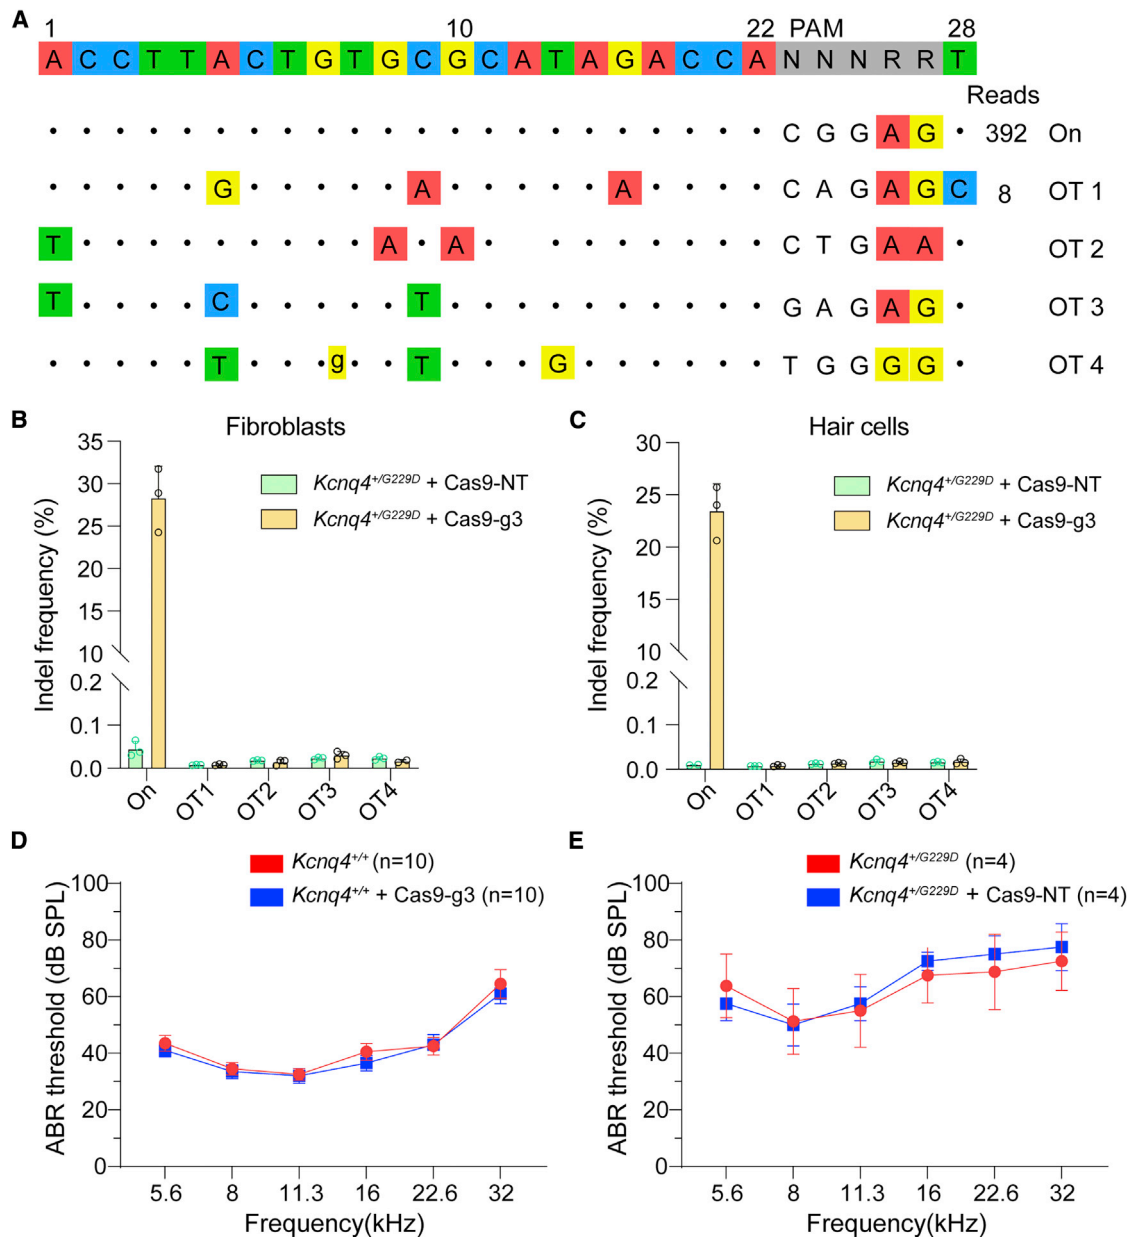 A
1 10 22 PAM 28
A C C T T A C T G T G C G C A T A G A C C A N N N R R T
Reads
• • • • • • • • • • • • • • • • • • • • • • C G G A G • 392 On
• • • • • G • • • • • A • • • • • A • • • • C A G A G C 8 OT 1
T • • • • • • • • • A • A • • • • • • • • C T G A A • OT 2
T • • • • C • • • • • T • • • • • • • • • • G A G A G • OT 3
• • • • • T • • • g • • T • • • G • • • • • • T G G G G • OT 4
B
Fibroblasts
Indel frequency (%)
35
30
25
20
15
10
0.2
0.1
0.0
Kcnq4+/G229D + Cas9-NT
Kcnq4+/G229D + Cas9-g3
On OT1 OT2 OT3 OT4
C
Hair cells
Indel frequency (%)
30
25
20
15
10
0.2
0.1
0.0
Kcnq4+/G229D + Cas9-NT
Kcnq4+/G229D + Cas9-g3
On OT1 OT2 OT3 OT4
D
Kcnq4+/+ (n=10)
Kcnq4+/+ + Cas9-g3 (n=10)
ABR threshold (dB SPL)
100
80
60
40
20
0
5.6 8 11.3 16 22.6 32
Frequency(kHz)
E
Kcnq4+/G229D (n=4)
Kcnq4+/G229D + Cas9-NT (n=4)
ABR threshold (dB SPL)
100
80
60
40
20
0
5.6 8 11.3 16 22.6 32
Frequency(kHz)